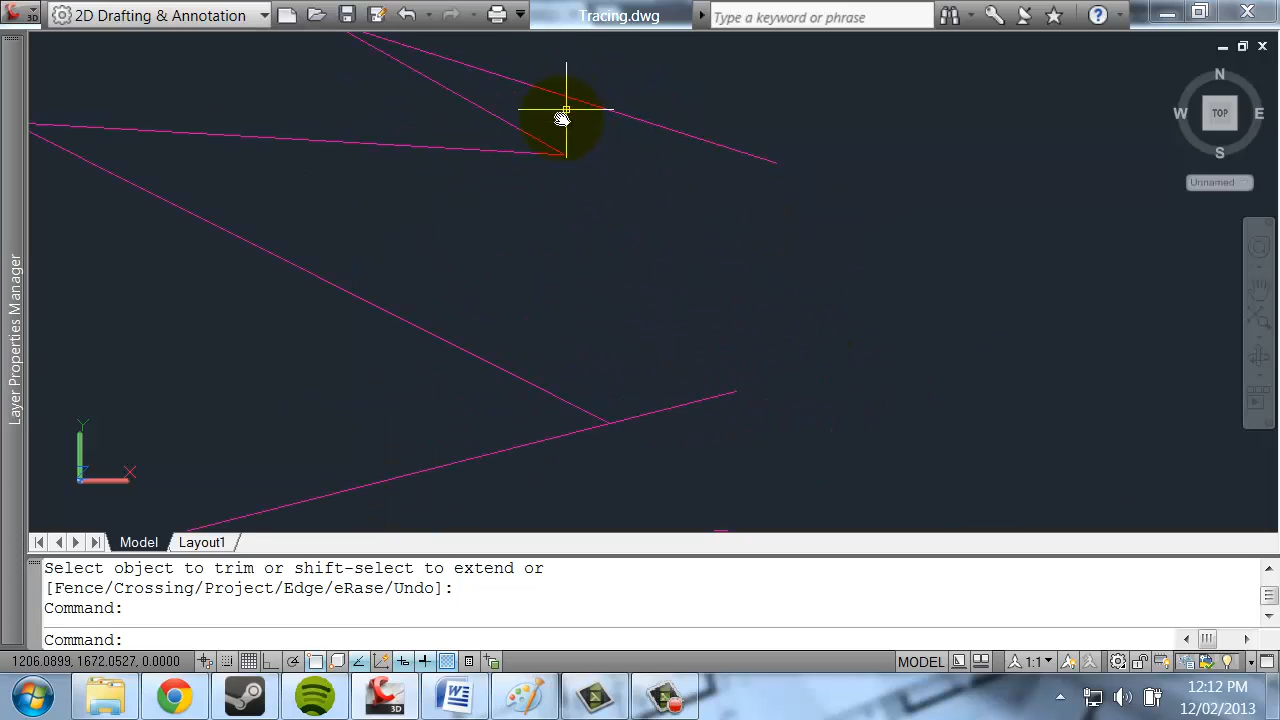 3D
2D Drafting & Annotation
Tracing.dwg
Type a keyword or phrase
N
W TOP E
S
Unnamed
Layer Properties Manager
Y
X
Model Layout1
Select object to trim or shift-select to extend or
[Fence/Crossing/Project/Edge/eRase/Undo]:
Command:
Command:
1206.0899, 1672.0527, 0.0000
MODEL
1:1
3D
12:12 PM
12/02/2013